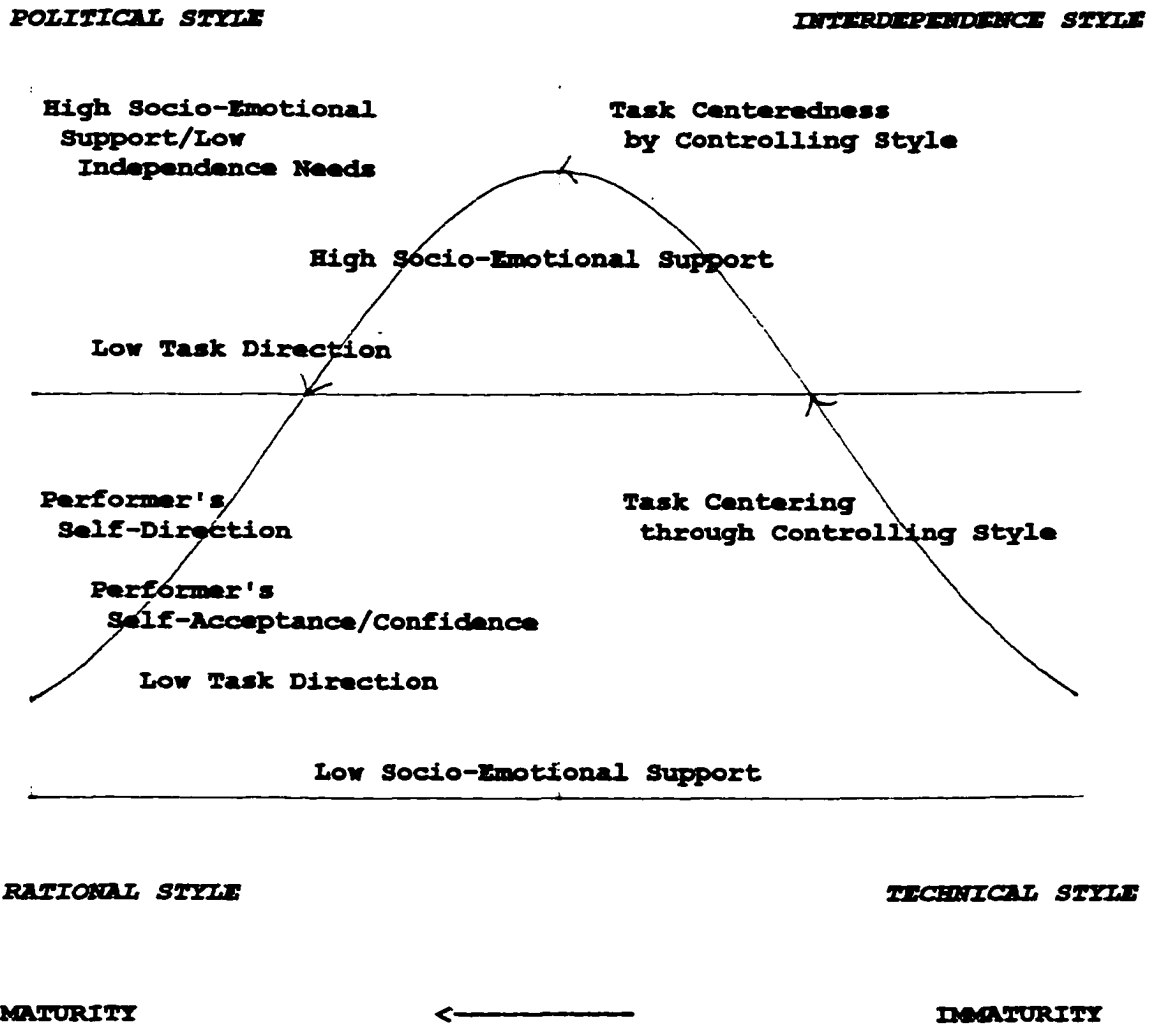 POLITICAL STYLE INTERDEPENDENCE STYLE
High Socio-Emotional
Support/Low
Independence Needs
Task Centeredness
by Controlling Style
High Socio-Emotional Support
Low Task Direction
Performer's
Self-Direction
Task Centering
through Controlling Style
Performer's
Self-Acceptance/Confidence
Low Task Direction
Low Socio-Emotional Support
RATIONAL STYLE TECHNICAL STYLE
MATURITY IMMATURITY